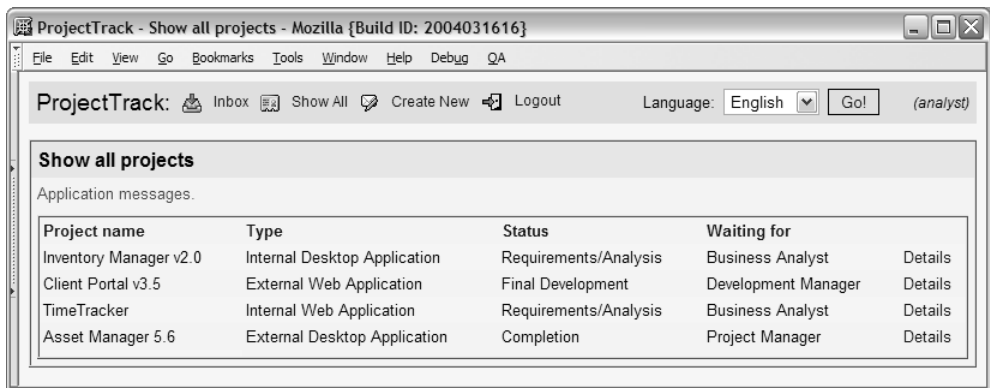 ProjectTrack - Show all projects - Mozilla {Build ID: 2004031616}
File Edit View Go Bookmarks Tools Window Help Debug QA
ProjectTrack: Inbox Show All Create New Logout Language: English Go! (analyst)
Show all projects
Application messages.
Project name Type Status Waiting for
Inventory Manager v2.0 Internal Desktop Application Requirements/Analysis Business Analyst Details
Client Portal v3.5 External Web Application Final Development Development Manager Details
TimeTracker Internal Web Application Requirements/Analysis Business Analyst Details
Asset Manager 5.6 External Desktop Application Completion Project Manager Details